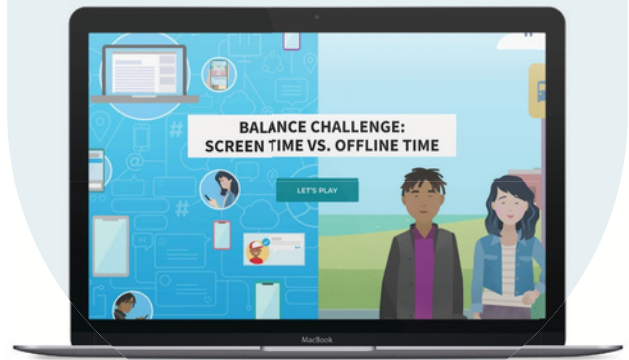 BALANCE CHALLENGE:
SCREEN TIME VS. OFFLINE TIME
LET'S PLAY
#
#
MacBook